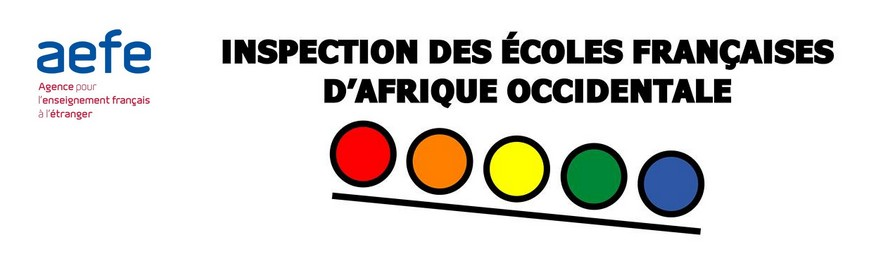 aefe
Agence pour
l'enseignement français
à l'étranger
INSPECTION DES ÉCOLES FRANÇAISES
D'AFRIQUE OCCIDENTALE